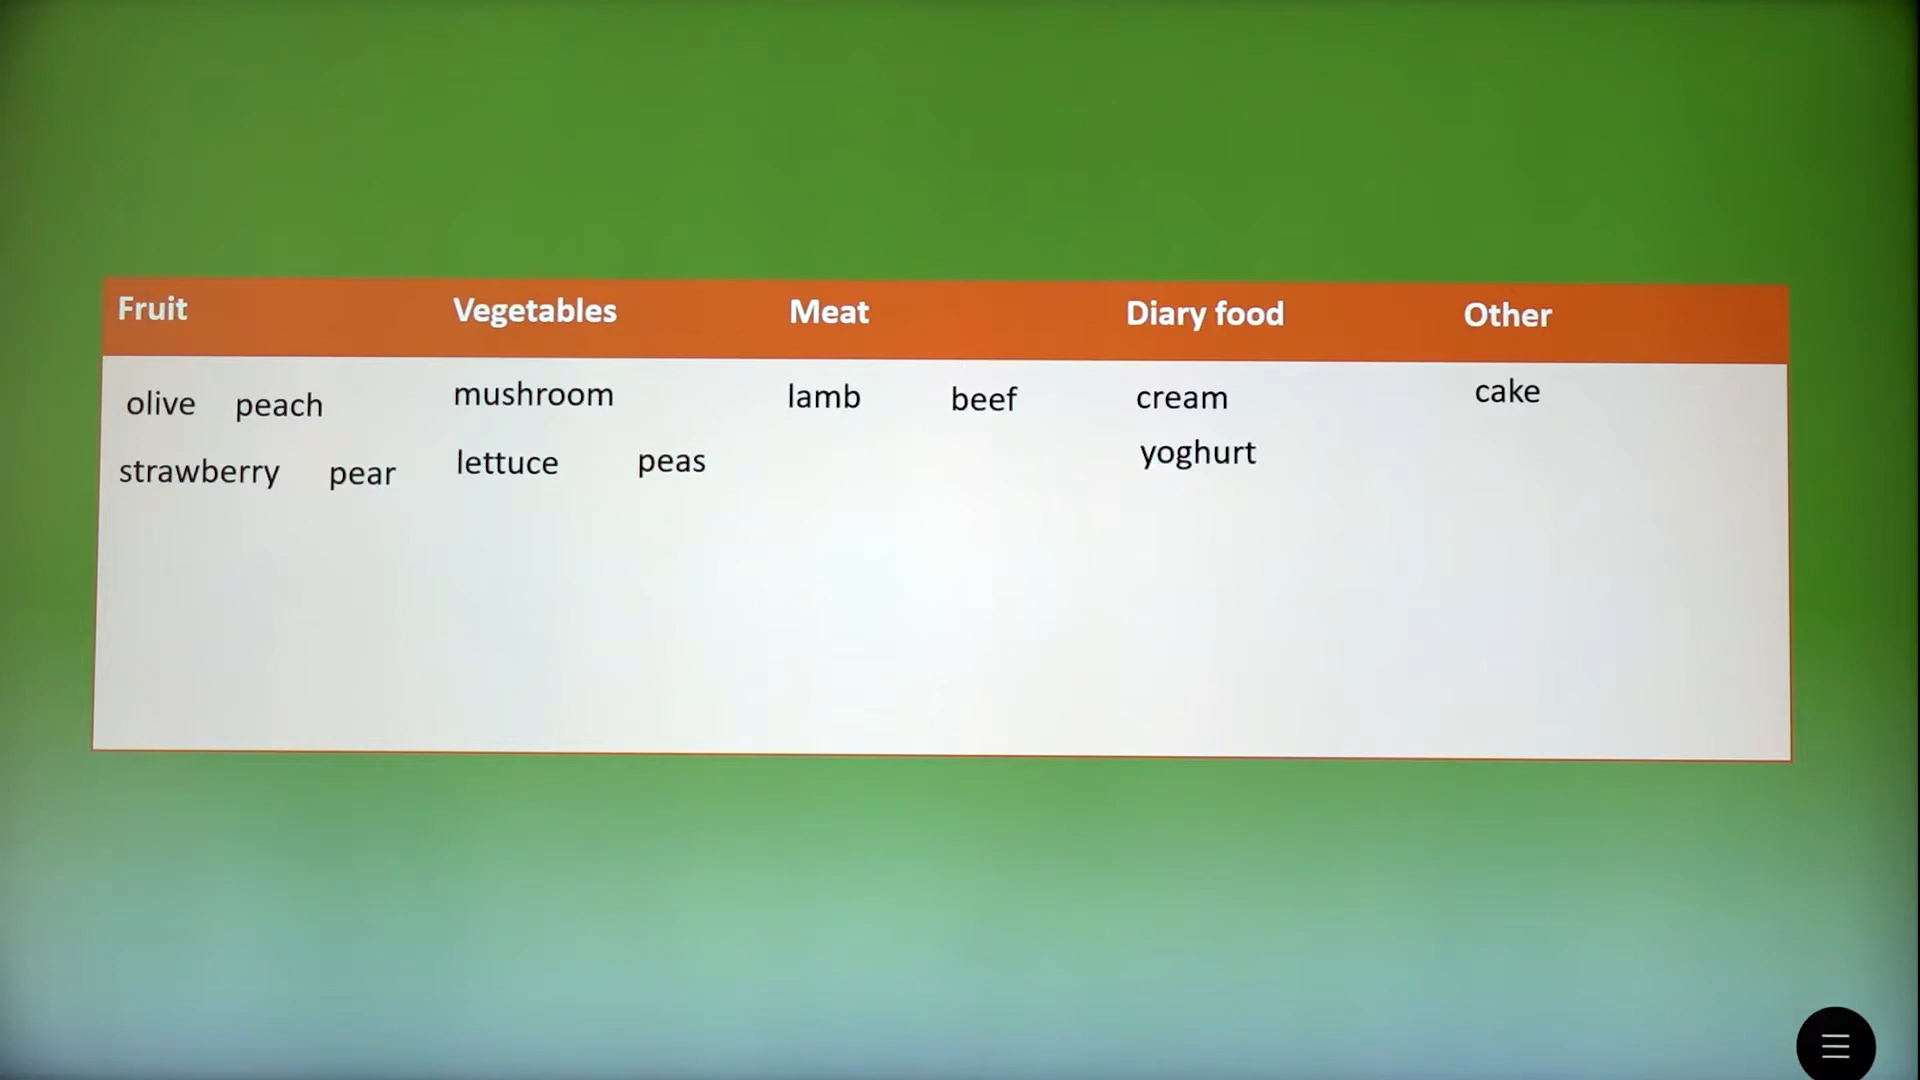 Fruit Vegetables Meat Diary food Other
olive peach mushroom lamb beef cream cake
strawberry pear lettuce peas yoghurt